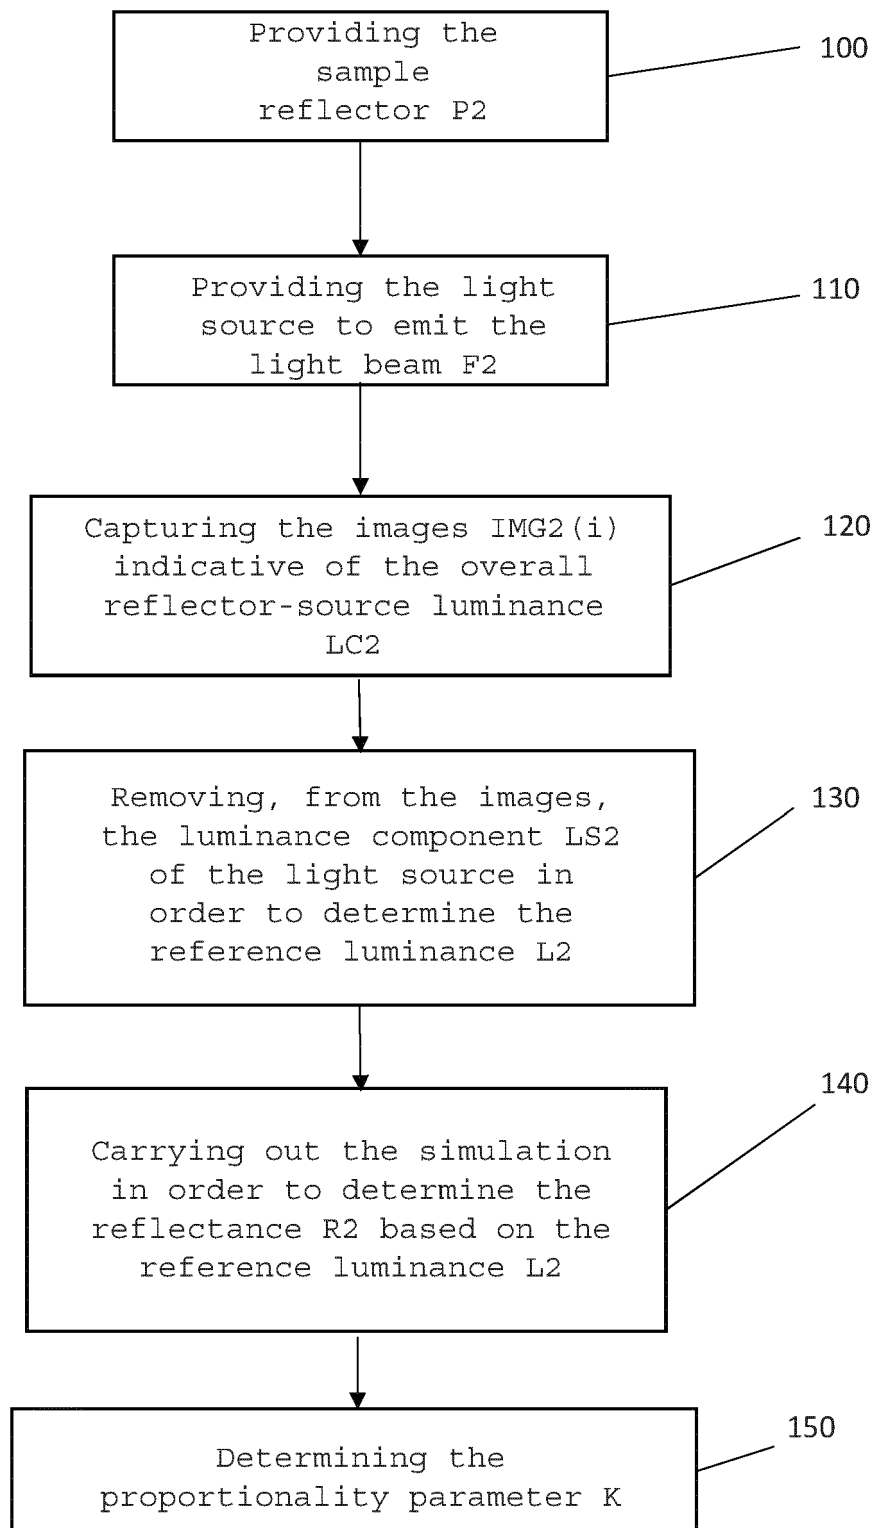 Providing the
sample
reflector P2
100
Providing the light
source to emit the
light beam F2
110
Capturing the images IMG2(i)
indicative of the overall
reflector-source luminance
LC2
120
Removing, from the images,
the luminance component LS2
of the light source in
order to determine the
reference luminance L2
130
Carrying out the simulation
in order to determine the
reflectance R2 based on the
reference luminance L2
140
Determining the
proportionality parameter K
150